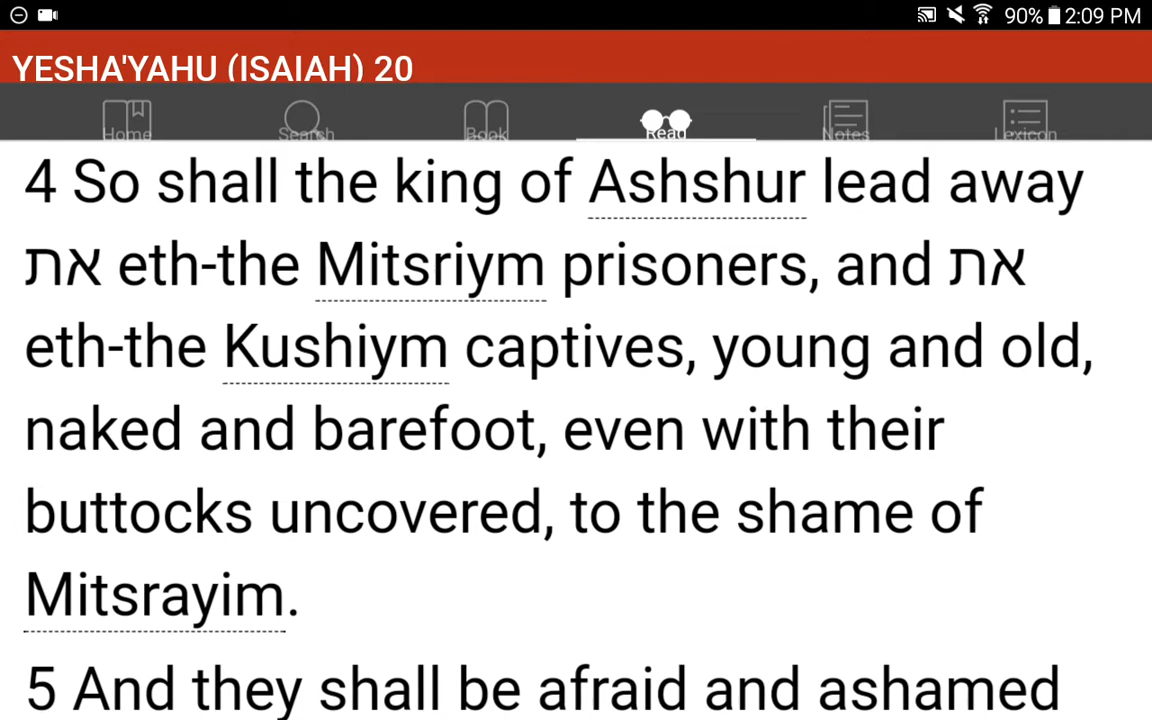 90% 2:09 PM
YESHA'YAHU (ISAIAH) 20
Home Search Book Read Notes Lexicon
4 So shall the king of Ashshur lead away
את eth-the Mitsriym prisoners, and את
eth-the Kushiym captives, young and old,
naked and barefoot, even with their
buttocks uncovered, to the shame of
Mitsrayim.
5 And they shall be afraid and ashamed